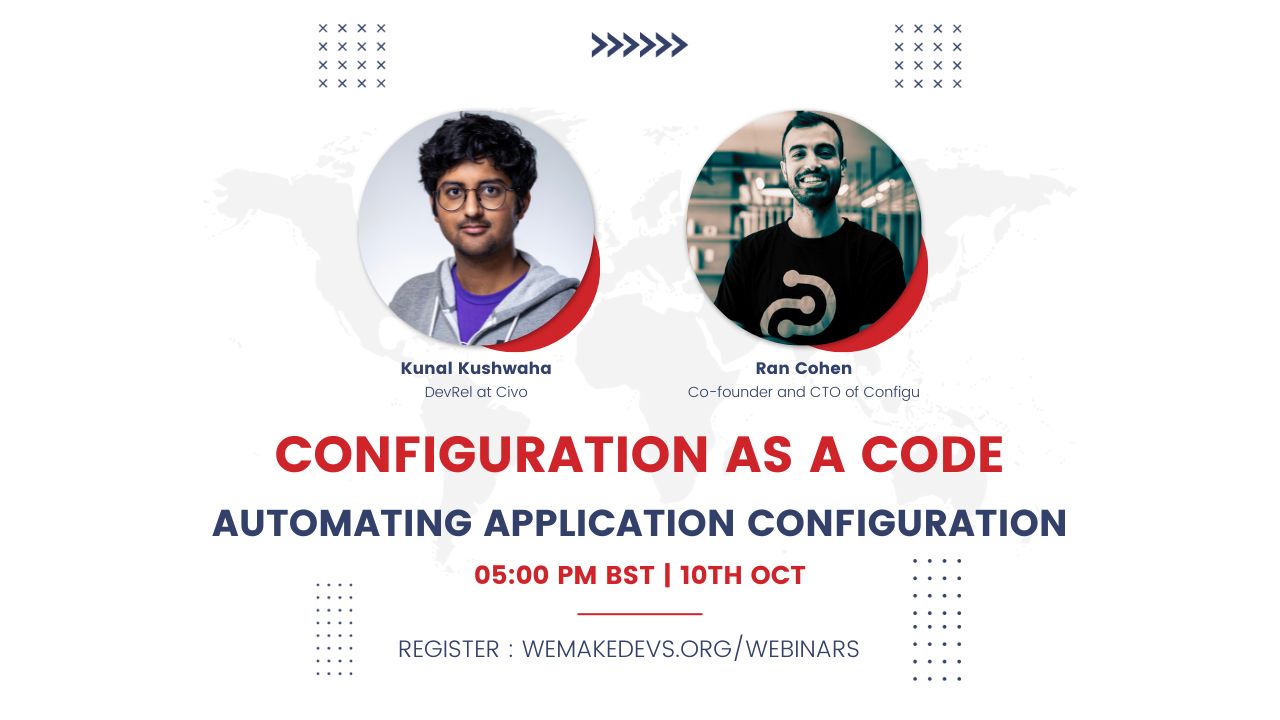 Kunal Kushwaha
DevRel at Civo
Ran Cohen
Co-founder and CTO of Configu
CONFIGURATION AS A CODE
AUTOMATING APPLICATION CONFIGURATION
05:00 PM BST | 10TH OCT
REGISTER : WEMAKEDEVS.ORG/WEBINARS